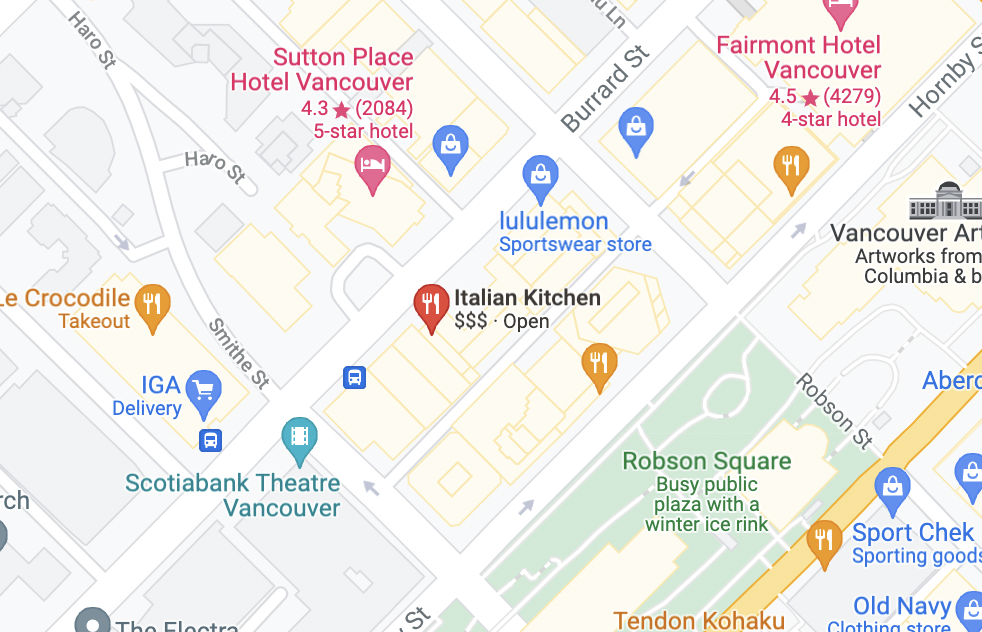 Haro St
Burrard St
Hornby S
Sutton Place
Hotel Vancouver
4.3 ★ (2084)
5-star hotel
Fairmont Hotel
Vancouver
4.5 ★ (4279)
4-star hotel
Haro St
lululemon
Sportswear store
Vancouver Art
Artworks from
Columbia & b
Le Crocodile
Takeout
Italian Kitchen
$$$ · Open
Smithe St
IGA
Delivery
Aberc
Robson St
Scotiabank Theatre
Vancouver
Robson Square
Busy public
plaza with a
winter ice rink
rch
Sport Chek
Sporting goods
Old Navy
Clothing store
Tendon Kohaku
The Electra
y St